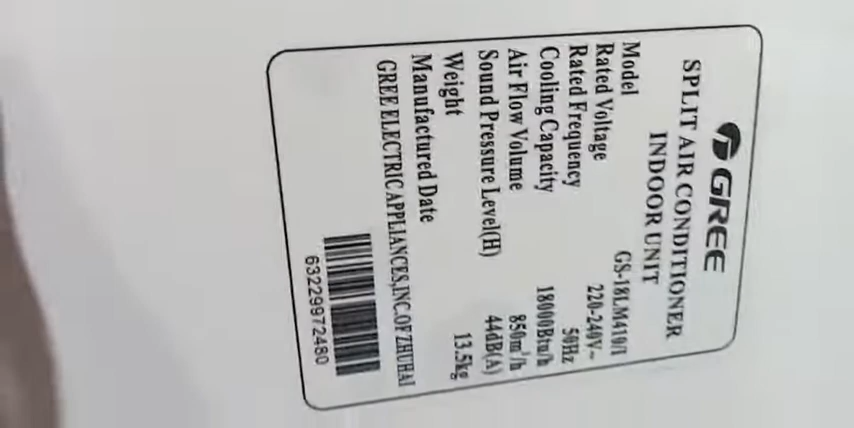 GREE
SPLIT AIR CONDITIONER
INDOOR UNIT
Model GS-18LM410/I
Rated Voltage 220-240V~
Rated Frequency 50Hz
Cooling Capacity 18000Btu/h
Air Flow Volume 850m³/h
Sound Pressure Level(H) 44dB(A)
Weight 13.5kg
Manufactured Date
GREE ELECTRIC APPLIANCES,INC.OF ZHUHAI
63229972480